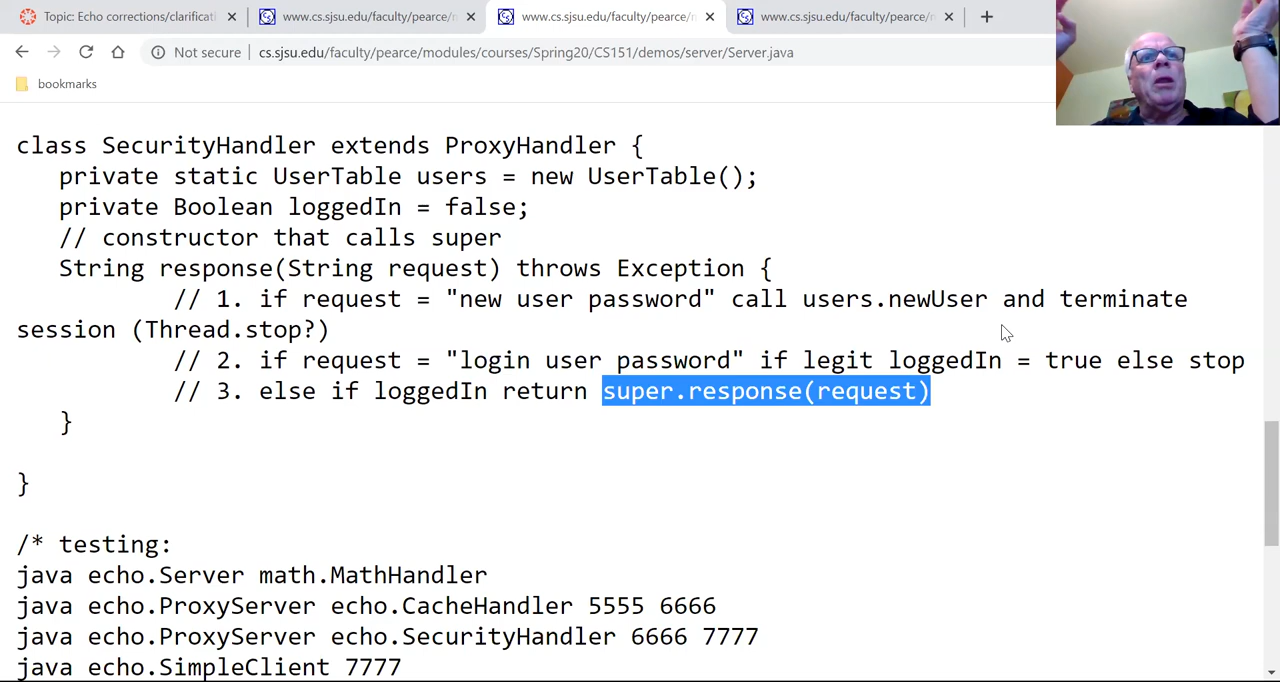 Topic: Echo corrections/clarificati
www.cs.sjsu.edu/faculty/pearce/
www.cs.sjsu.edu/faculty/pearce/
www.cs.sjsu.edu/faculty/pearce/
Not secure | cs.sjsu.edu/faculty/pearce/modules/courses/Spring20/CS151/demos/server/Server.java
bookmarks
class SecurityHandler extends ProxyHandler {
private static UserTable users = new UserTable();
private Boolean loggedIn = false;
// constructor that calls super
String response(String request) throws Exception {
// 1. if request = "new user password" call users.newUser and terminate
session (Thread.stop?)
// 2. if request = "login user password" if legit loggedIn = true else stop
// 3. else if loggedIn return super.response(request)
}
}
/* testing:
java echo.Server math.MathHandler
java echo.ProxyServer echo.CacheHandler 5555 6666
java echo.ProxyServer echo.SecurityHandler 6666 7777
java echo.SimpleClient 7777